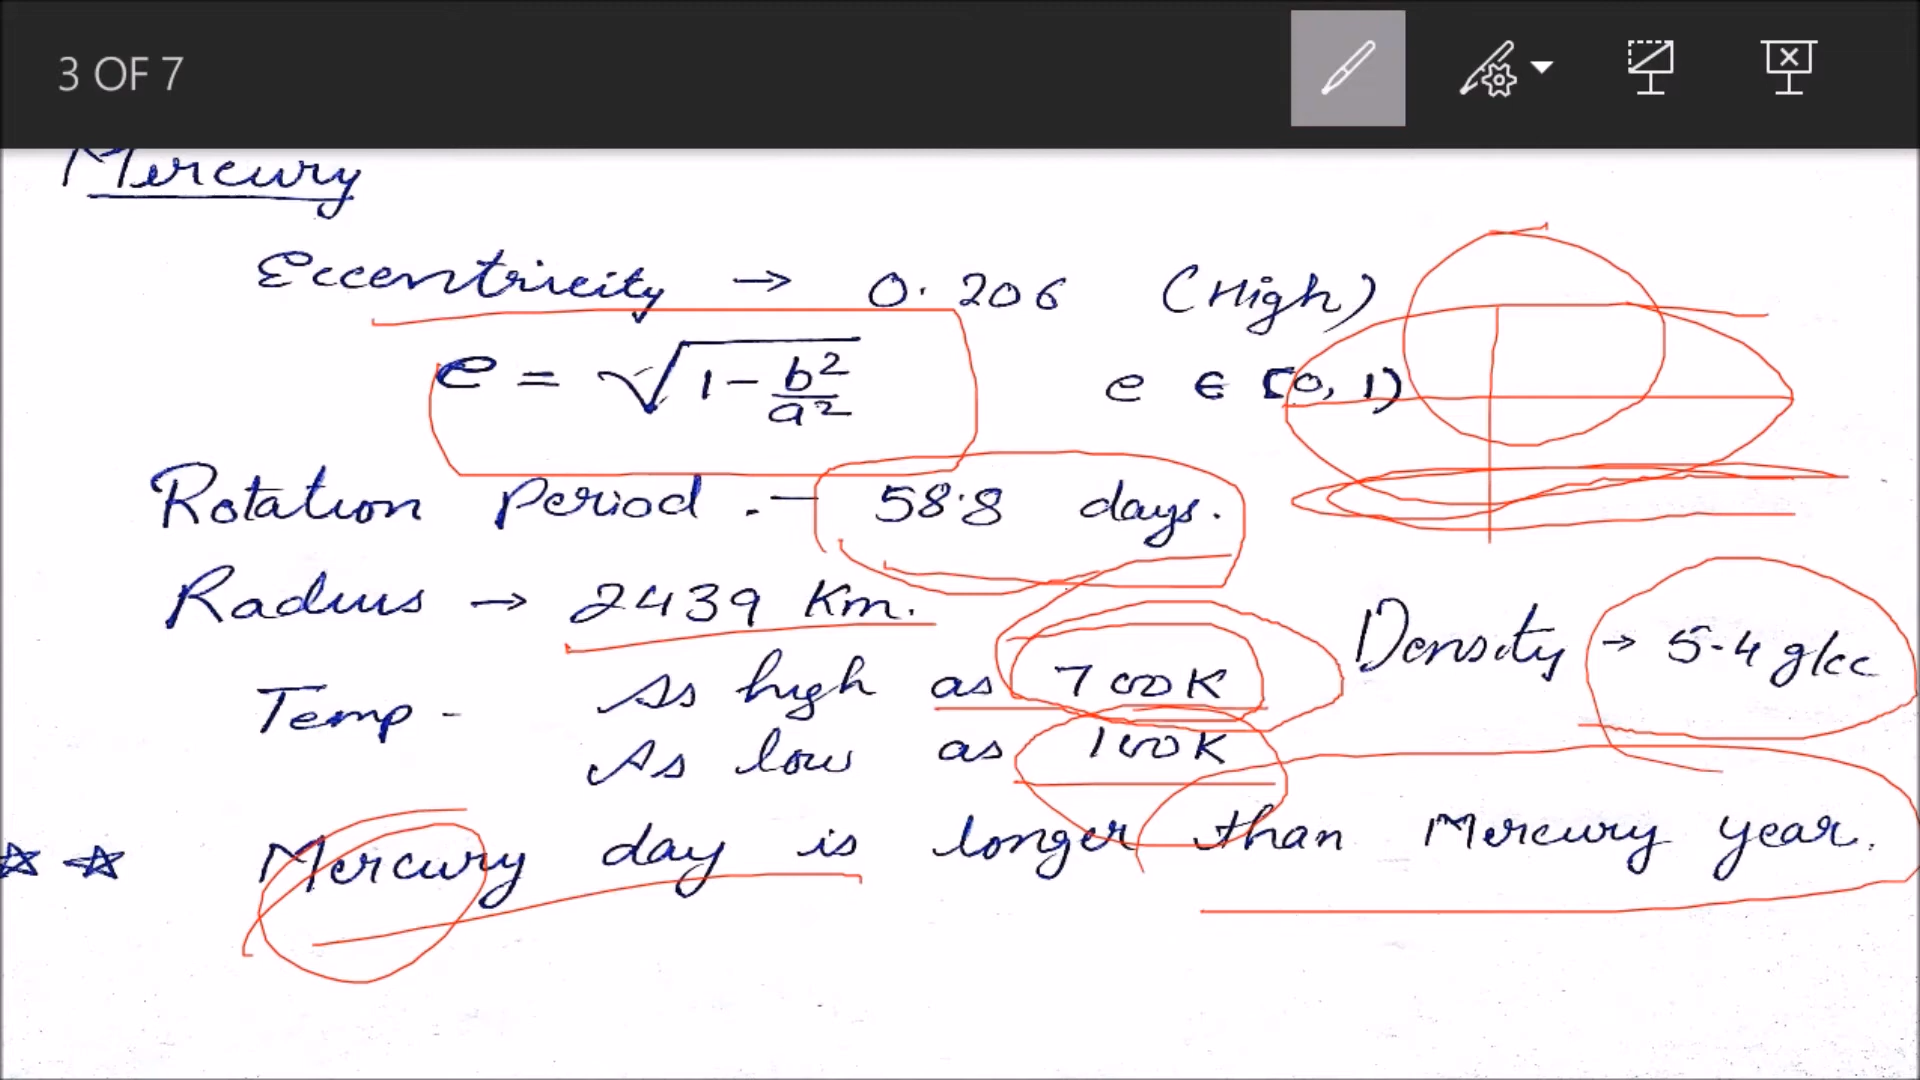 3 OF 7
Mercury
Eccentricity → 0.206 (High)
e = √1 - b²/a² e ∈ [0, 1)
Rotation Period .- 58.8 days.
Radius → 2439 Km.
Density → 5.4 g/cc
Temp - As high as 700K
As low as 100K
☆ ☆ Mercury day is longer than Mercury year.